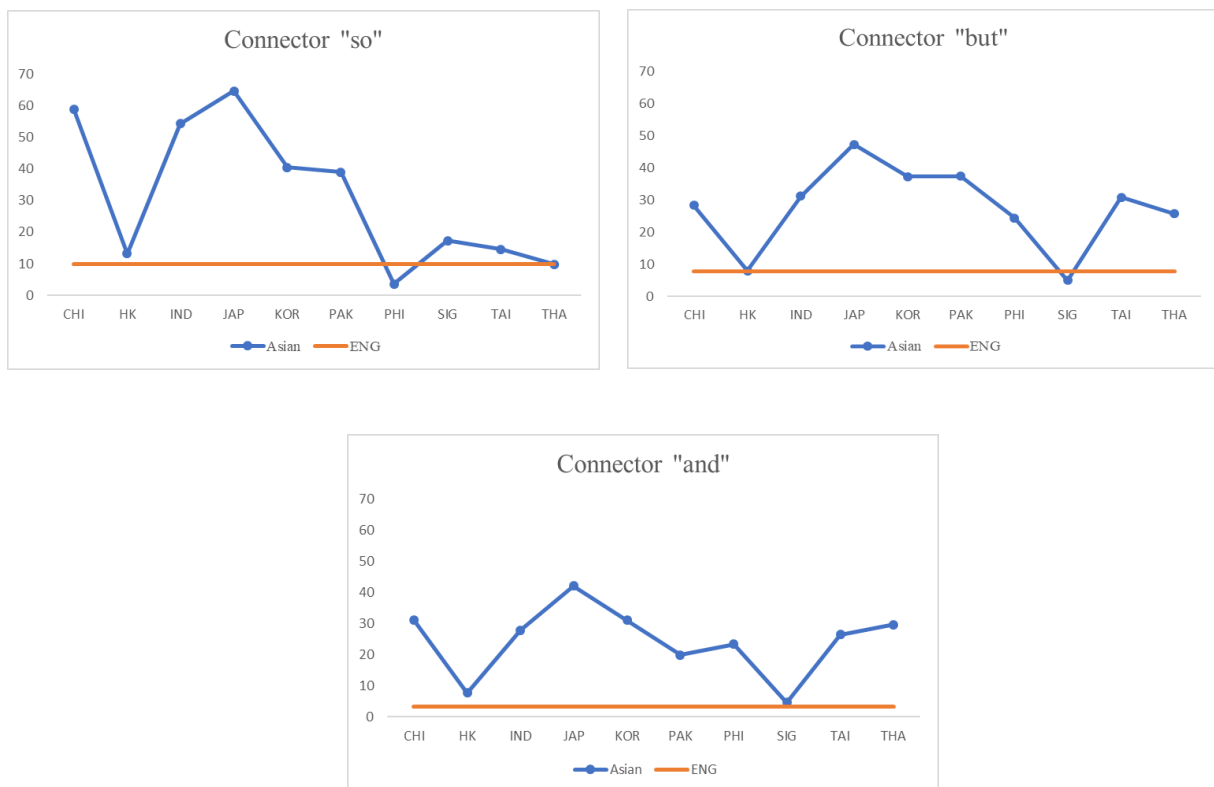 Connector "so"
70
60
50
40
30
20
10
0
CHI HK IND JAP KOR PAK PHI SIG TAI THA
Asian ENG
Connector "but"
70
60
50
40
30
20
10
0
CHI HK IND JAP KOR PAK PHI SIG TAI THA
Asian ENG
Connector "and"
70
60
50
40
30
20
10
0
CHI HK IND JAP KOR PAK PHI SIG TAI THA
Asian ENG